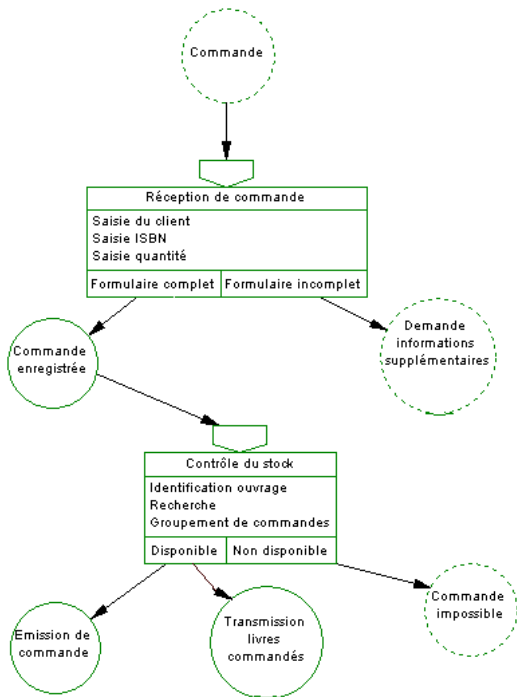 Commande
Réception de commande
Saisie du client
Saisie ISBN
Saisie quantité
Formulaire complet
Formulaire incomplet
Commande
enregistrée
Demande
informations
supplémentaires
Contrôle du stock
Identification ouvrage
Recherche
Groupement de commandes
Disponible
Non disponible
Emission de
commande
Transmission
livres
commandés
Commande
impossible